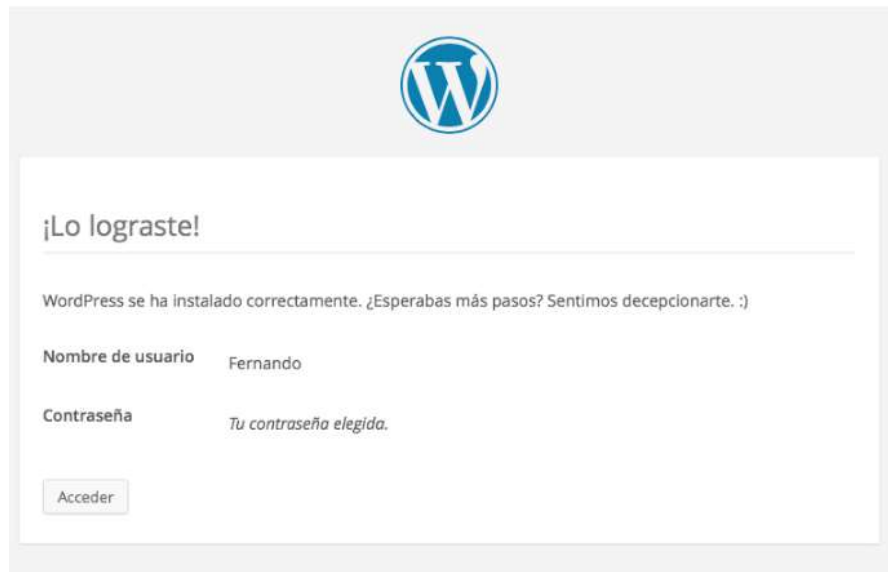 ¡Lo lograste!
WordPress se ha instalado correctamente. ¿Esperabas más pasos? Sentimos decepcionarte. :)
Nombre de usuario Fernando
Contraseña Tu contraseña elegida.
Acceder